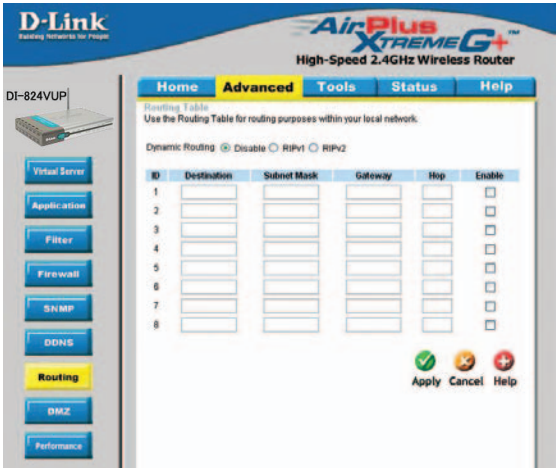 D-Link
Building Networks for People
AirPlus
XTREME G+™
High-Speed 2.4GHz Wireless Router
DI-824VUP
Home Advanced Tools Status Help
Routing Table
Use the Routing Table for routing purposes within your local network.
Dynamic Routing Disable RIPv1 RIPv2
ID Destination Subnet Mask Gateway Hop Enable
1
2
3
4
5
6
7
8
Apply Cancel Help
Virtual Server
Application
Filter
Firewall
SNMP
DDNS
Routing
DMZ
Performance